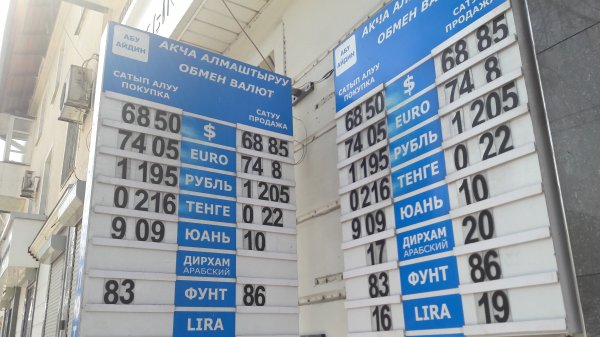 АБУ
АЙДИН
АКЧА АЛМАШТЫРУУ
ОБМЕН ВАЛЮТ
САТЫП АЛУУ
ПОКУПКА
САТУУ
ПРОДАЖА
68 50 $ 68 85
74 05 EURO 74 8
1 195 РУБЛЬ 1 205
0 216 ТЕНГЕ 0 22
9 09 ЮАНЬ 10
ДИРХАМ
АРАБСКИЙ
83 ФУНТ 86
LIRA
АБУ
АЙДИН
АКЧА АЛМАШТЫРУУ
ОБМЕН ВАЛЮТ
САТЫП АЛУУ
ПОКУПКА
САТУУ
ПРОДАЖА
68 50 $ 68 85
74 05 EURO 74 8
1 195 РУБЛЬ 1 205
0 216 ТЕНГЕ 0 22
9 09 ЮАНЬ 10
17 ДИРХАМ 20
АРАБСКИЙ
83 ФУНТ 86
16 LIRA 19